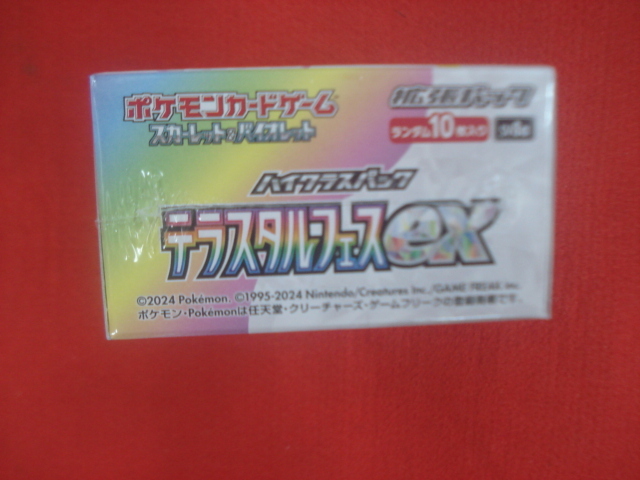 ポケモンカードゲーム
スカーレット&バイオレット
拡張パック
ランダム10枚入り sv8a
ハイクラスパック
テラスタルフェスex
©2024 Pokémon. ©1995-2024 Nintendo/Creatures Inc./GAME FREAK inc.
ポケモン・Pokémonは任天堂・クリーチャーズ・ゲームフリークの登録商標です。